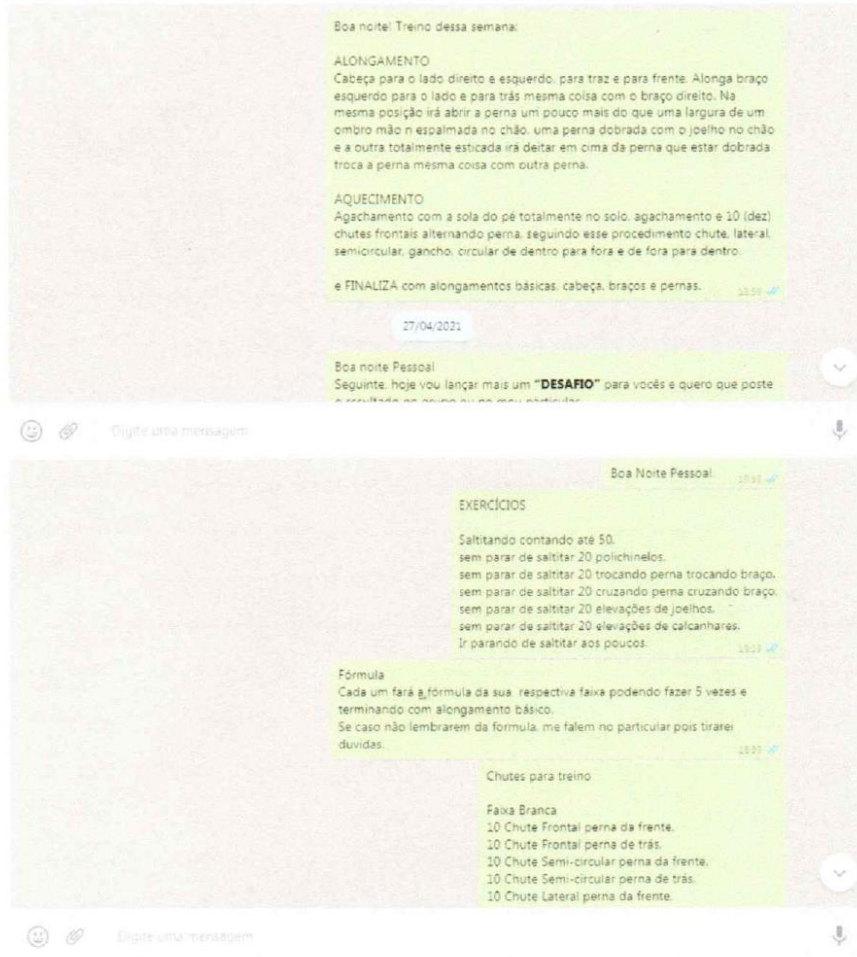 Boa noite! Treino dessa semana:
ALONGAMENTO
Cabeça para o lado direito e esquerdo, para traz e para frente. Alonga braço
esquerdo para o lado e para trás mesma coisa com o braço direito. Na
mesma posição irá abrir a perna um pouco mais do que uma largura de um
ombro mão n espalmada no chão, uma perna dobrada com o joelho no chão
e a outra totalmente esticada irá deitar em cima da perna que estar dobrada
troca a perna mesma coisa com outra perna.
AQUECIMENTO
Agachamento com a sola do pé totalmente no solo, agachamento e 10 (dez)
chutes frontais alternando perna, seguindo esse procedimento chute, lateral,
semicircular, gancho, circular de dentro para fora e de fora para dentro.
e FINALIZA com alongamentos básicas, cabeça, braços e pernas.
27/04/2021
Boa noite Pessoal
Seguinte, hoje vou lançar mais um “DESAFIO” para vocês e quero que poste
o resultado no grupo ou no meu particular
Digite uma mensagem
Boa Noite Pessoal.
EXERCÍCIOS
Saltitando contando até 50.
sem parar de saltitar 20 polichinelos.
sem parar de saltitar 20 trocando perna trocando braço.
sem parar de saltitar 20 cruzando perna cruzando braço.
sem parar de saltitar 20 elevações de joelhos.
sem parar de saltitar 20 elevações de calcanhares.
Ir parando de saltitar aos poucos.
Fórmula
Cada um fará a fórmula da sua respectiva faixa podendo fazer 5 vezes e
terminando com alongamento básico.
Se caso não lembrarem da formula, me falem no particular pois tirarei
duvidas.
Chutes para treino
Faixa Branca
10 Chute Frontal perna da frente.
10 Chute Frontal perna de trás.
10 Chute Semi-circular perna da frente.
10 Chute Semi-circular perna de trás.
10 Chute Lateral perna da frente.
Digite uma mensagem